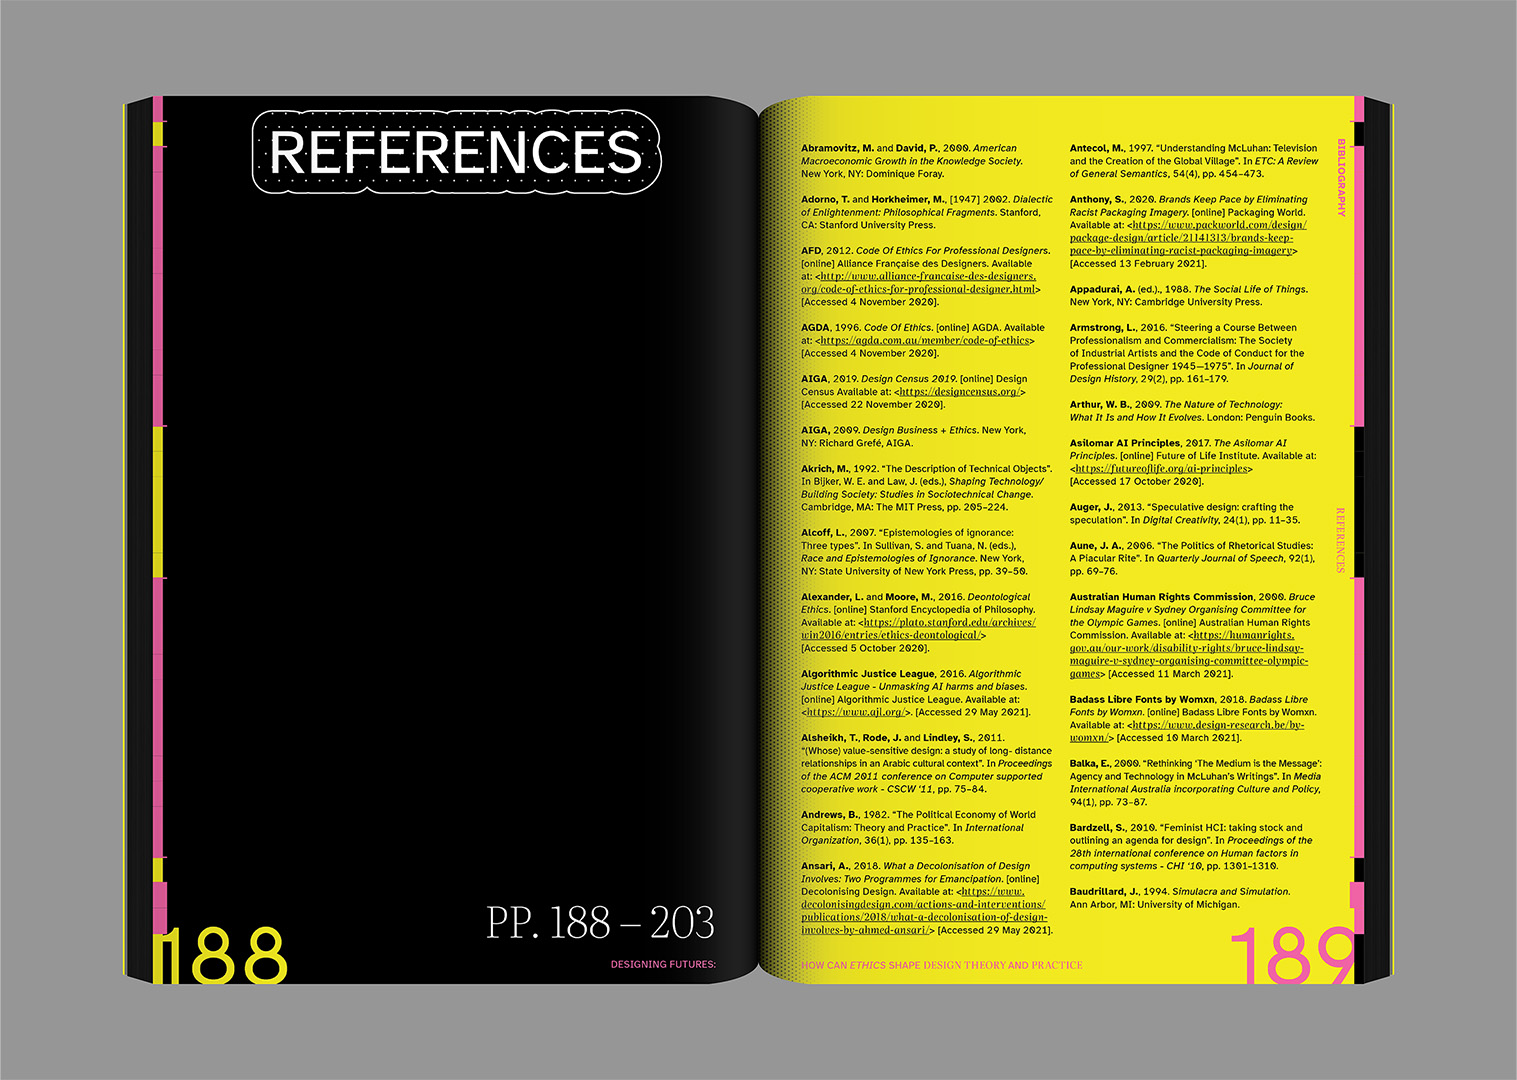 REFERENCES
PP. 188 – 203
188
DESIGNING FUTURES:
Abramovitz, M. and David, P., 2000. American
Macroeconomic Growth in the Knowledge Society.
New York, NY: Dominique Foray.
Adorno, T. and Horkheimer, M., [1947] 2002. Dialectic
of Enlightenment: Philosophical Fragments. Stanford,
CA: Stanford University Press.
AFD, 2012. Code Of Ethics For Professional Designers.
[online] Alliance Française des Designers. Available
at: <http://www.alliance-francaise-des-designers.
org/code-of-ethics-for-professional-designer.html>
[Accessed 4 November 2020].
AGDA, 1996. Code Of Ethics. [online] AGDA. Available
at: <https://agda.com.au/member/code-of-ethics>
[Accessed 4 November 2020].
AIGA, 2019. Design Census 2019. [online] Design
Census Available at: <https://designcensus.org/>
[Accessed 22 November 2020].
AIGA, 2009. Design Business + Ethics. New York,
NY: Richard Grefé, AIGA.
Akrich, M., 1992. “The Description of Technical Objects”.
In Bijker, W. E. and Law, J. (eds.), Shaping Technology/
Building Society: Studies in Sociotechnical Change.
Cambridge, MA: The MIT Press, pp. 205–224.
Alcoff, L., 2007. “Epistemologies of ignorance:
Three types”. In Sullivan, S. and Tuana, N. (eds.),
Race and Epistemologies of Ignorance. New York,
NY: State University of New York Press, pp. 39–50.
Alexander, L. and Moore, M., 2016. Deontological
Ethics. [online] Stanford Encyclopedia of Philosophy.
Available at: <https://plato.stanford.edu/archives/
win2016/entries/ethics-deontological/>
[Accessed 5 October 2020].
Algorithmic Justice League, 2016. Algorithmic
Justice League - Unmasking AI harms and biases.
[online] Algorithmic Justice League. Available at:
<https://www.ajl.org/>. [Accessed 29 May 2021].
Alsheikh, T., Rode, J. and Lindley, S., 2011.
“(Whose) value-sensitive design: a study of long- distance
relationships in an Arabic cultural context”. In Proceedings
of the ACM 2011 conference on Computer supported
cooperative work - CSCW '11, pp. 75–84.
Andrews, B., 1982. “The Political Economy of World
Capitalism: Theory and Practice”. In International
Organization, 36(1), pp. 135–163.
Ansari, A., 2018. What a Decolonisation of Design
Involves: Two Programmes for Emancipation. [online]
Decolonising Design. Available at: <https://www.
decolonisingdesign.com/actions-and-interventions/
publications/2018/what-a-decolonisation-of-design-
involves-by-ahmed-ansari/> [Accessed 29 May 2021].
Antecol, M., 1997. “Understanding McLuhan: Television
and the Creation of the Global Village”. In ETC: A Review
of General Semantics, 54(4), pp. 454–473.
Anthony, S., 2020. Brands Keep Pace by Eliminating
Racist Packaging Imagery. [online] Packaging World.
Available at: <https://www.packworld.com/design/
package-design/article/21141313/brands-keep-
pace-by-eliminating-racist-packaging-imagery>
[Accessed 13 February 2021].
Appadurai, A. (ed.)., 1988. The Social Life of Things.
New York, NY: Cambridge University Press.
Armstrong, L., 2016. “Steering a Course Between
Professionalism and Commercialism: The Society
of Industrial Artists and the Code of Conduct for the
Professional Designer 1945—1975”. In Journal of
Design History, 29(2), pp. 161–179.
Arthur, W. B., 2009. The Nature of Technology:
What It Is and How It Evolves. London: Penguin Books.
Asilomar AI Principles, 2017. The Asilomar AI
Principles. [online] Future of Life Institute. Available at:
<https://futureoflife.org/ai-principles>
[Accessed 17 October 2020].
Auger, J., 2013. “Speculative design: crafting the
speculation”. In Digital Creativity, 24(1), pp. 11–35.
Aune, J. A., 2006. “The Politics of Rhetorical Studies:
A Piacular Rite”. In Quarterly Journal of Speech, 92(1),
pp. 69–76.
Australian Human Rights Commission, 2000. Bruce
Lindsay Maguire v Sydney Organising Committee for
the Olympic Games. [online] Australian Human Rights
Commission. Available at: <https://humanrights.
gov.au/our-work/disability-rights/bruce-lindsay-
maguire-v-sydney-organising-committee-olympic-
games> [Accessed 11 March 2021].
Badass Libre Fonts by Womxn, 2018. Badass Libre
Fonts by Womxn. [online] Badass Libre Fonts by Womxn.
Available at: <https://www.design-research.be/by-
womxn/> [Accessed 10 March 2021].
Balka, E., 2000. “Rethinking ‘The Medium is the Message’:
Agency and Technology in McLuhan’s Writings”. In Media
International Australia incorporating Culture and Policy,
94(1), pp. 73–87.
Bardzell, S., 2010. “Feminist HCI: taking stock and
outlining an agenda for design”. In Proceedings of the
28th international conference on Human factors in
computing systems - CHI ‘10, pp. 1301–1310.
Baudrillard, J., 1994. Simulacra and Simulation.
Ann Arbor, MI: University of Michigan.
BIBLIOGRAPHY
REFERENCES
HOW CAN ETHICS SHAPE DESIGN THEORY AND PRACTICE
189